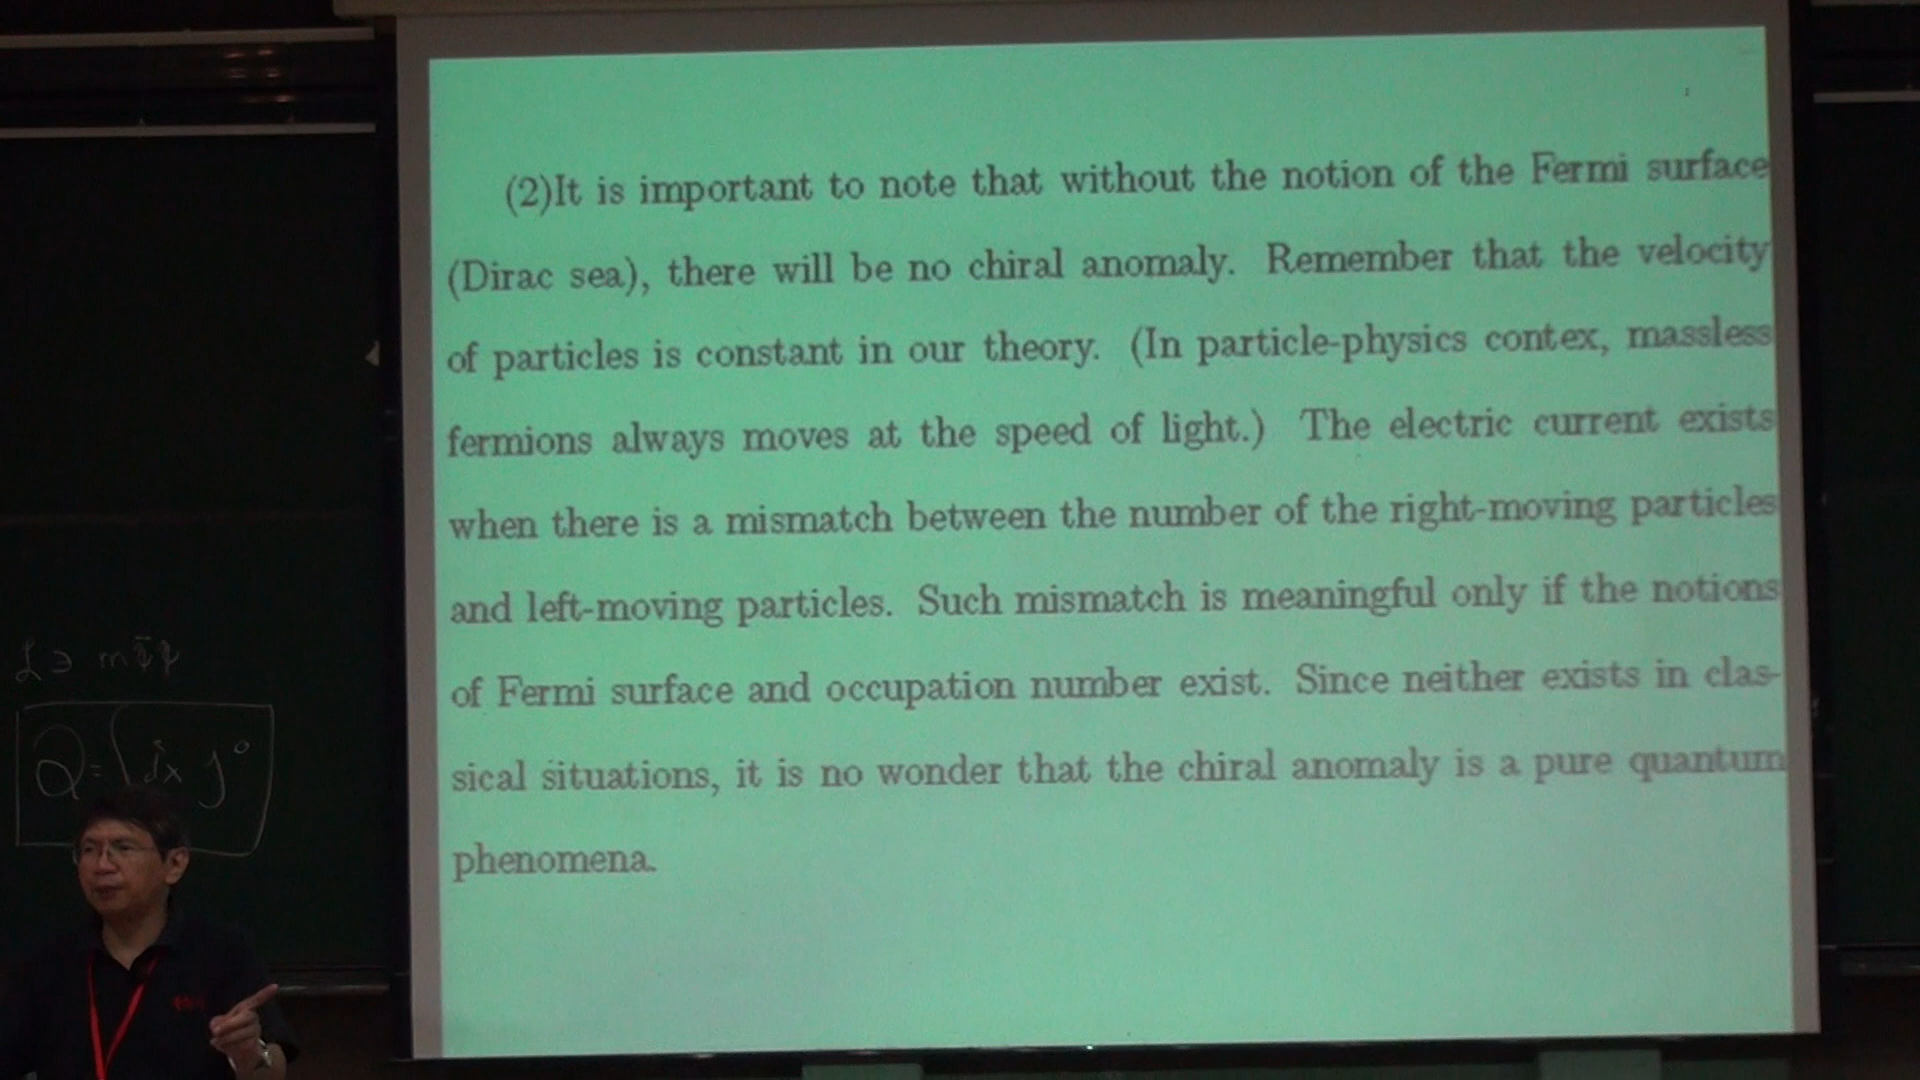 (2)It is important to note that without the notion of the Fermi surface
(Dirac sea), there will be no chiral anomaly. Remember that the velocity
of particles is constant in our theory. (In particle-physics contex, massless
fermions always moves at the speed of light.) The electric current exists
when there is a mismatch between the number of the right-moving particles
and left-moving particles. Such mismatch is meaningful only if the notions
of Fermi surface and occupation number exist. Since neither exists in clas-
sical situations, it is no wonder that the chiral anomaly is a pure quantum
phenomena.